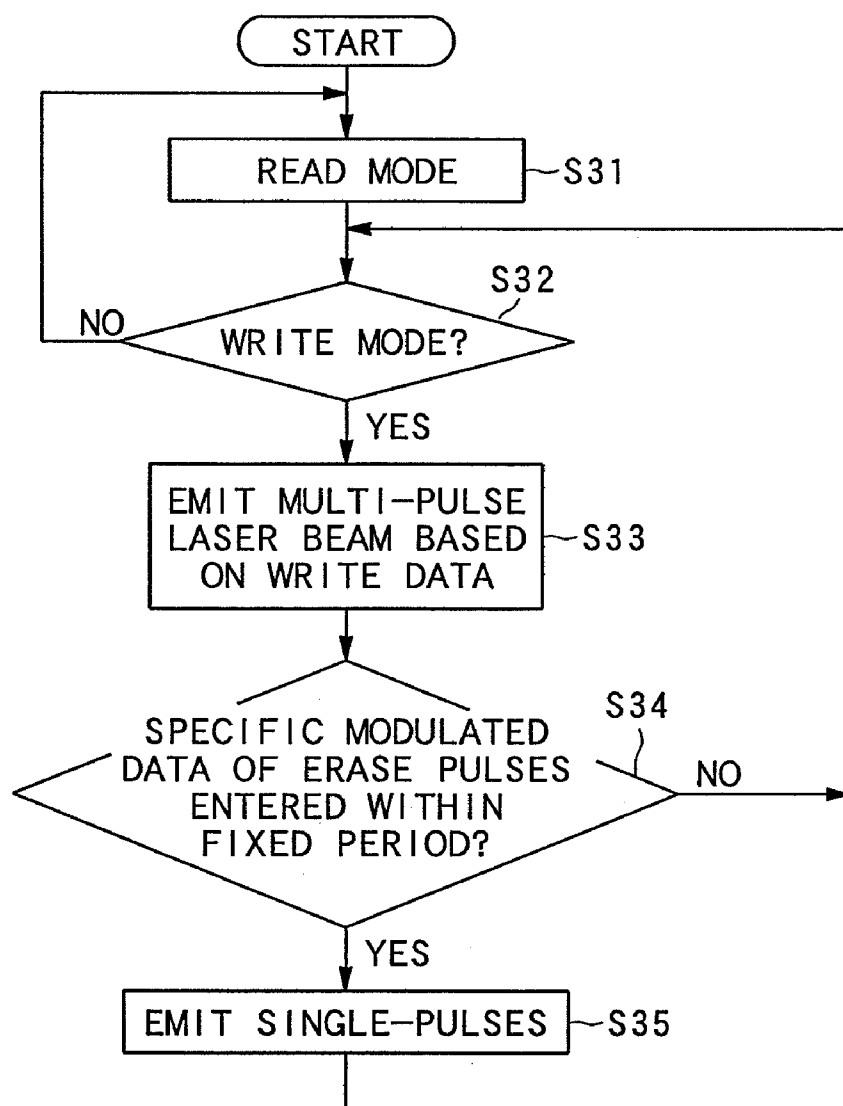 START
READ MODE
S31
S32
NO
WRITE MODE?
YES
EMIT MULTI-PULSE
LASER BEAM BASED
ON WRITE DATA
S33
S34
SPECIFIC MODULATED
DATA OF ERASE PULSES
ENTERED WITHIN
FIXED PERIOD?
NO
YES
EMIT SINGLE-PULSES
S35